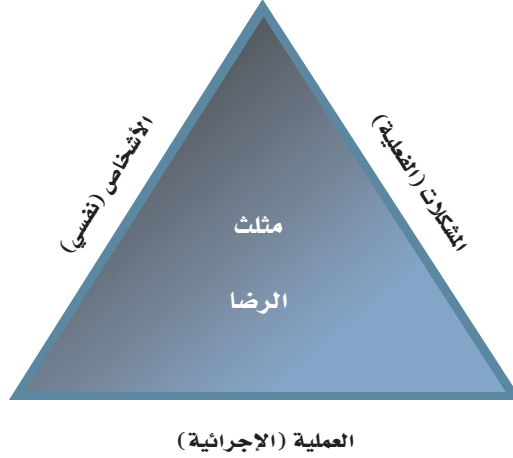 المشكلات (الفعلية)
الأشخاص (نفسي)
مثلث
الرضا
العملية (الإجرائية)